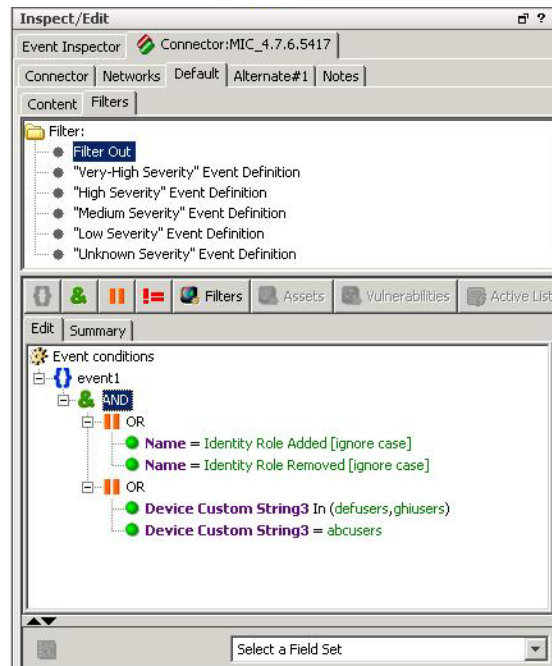 Inspect/Edit ?
Event Inspector Connector:MIC_4.7.6.5417
Connector Networks Default Alternate#1 Notes
Content Filters
Filter:
Filter Out
"Very-High Severity" Event Definition
"High Severity" Event Definition
"Medium Severity" Event Definition
"Low Severity" Event Definition
"Unknown Severity" Event Definition
{} & != Filters Assets Vulnerabilities Active List
Edit Summary
Event conditions
{} event1
& AND
OR
Name = Identity Role Added [ignore case]
Name = Identity Role Removed [ignore case]
OR
Device Custom String3 In (defusers,ghiusers)
Device Custom String3 = abcusers
Select a Field Set